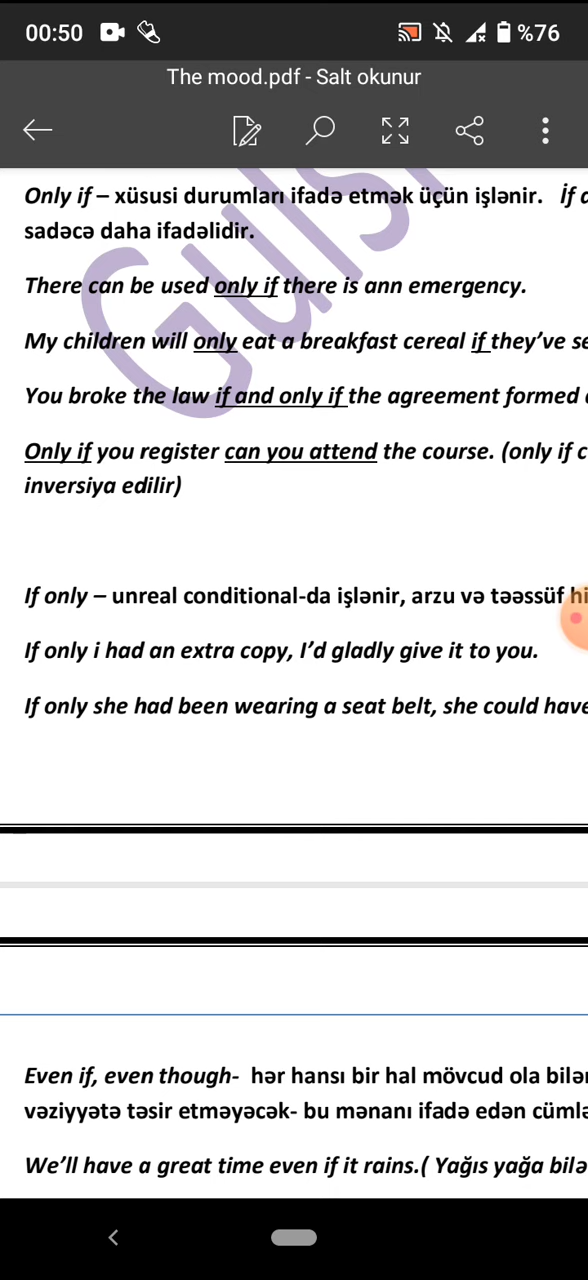 00:50 %76
The mood.pdf - Salt okunur
Only if – xüsusi durumları ifadə etmək üçün işlənir. İf
sadəcə daha ifadəlidir.
There can be used only if there is ann emergency.
My children will only eat a breakfast cereal if they’ve
You broke the law if and only if the agreement formed
Only if you register can you attend the course. (only if
inversiya edilir)
If only – unreal conditional-da işlənir, arzu və təəssüf
If only i had an extra copy, I’d gladly give it to you.
If only she had been wearing a seat belt, she could have
Even if, even though- hər hansı bir hal mövcud ola
vəziyyətə təsir etməyəcək- bu mənanı ifadə edən
We’ll have a great time even if it rains.( Yağıs yağa